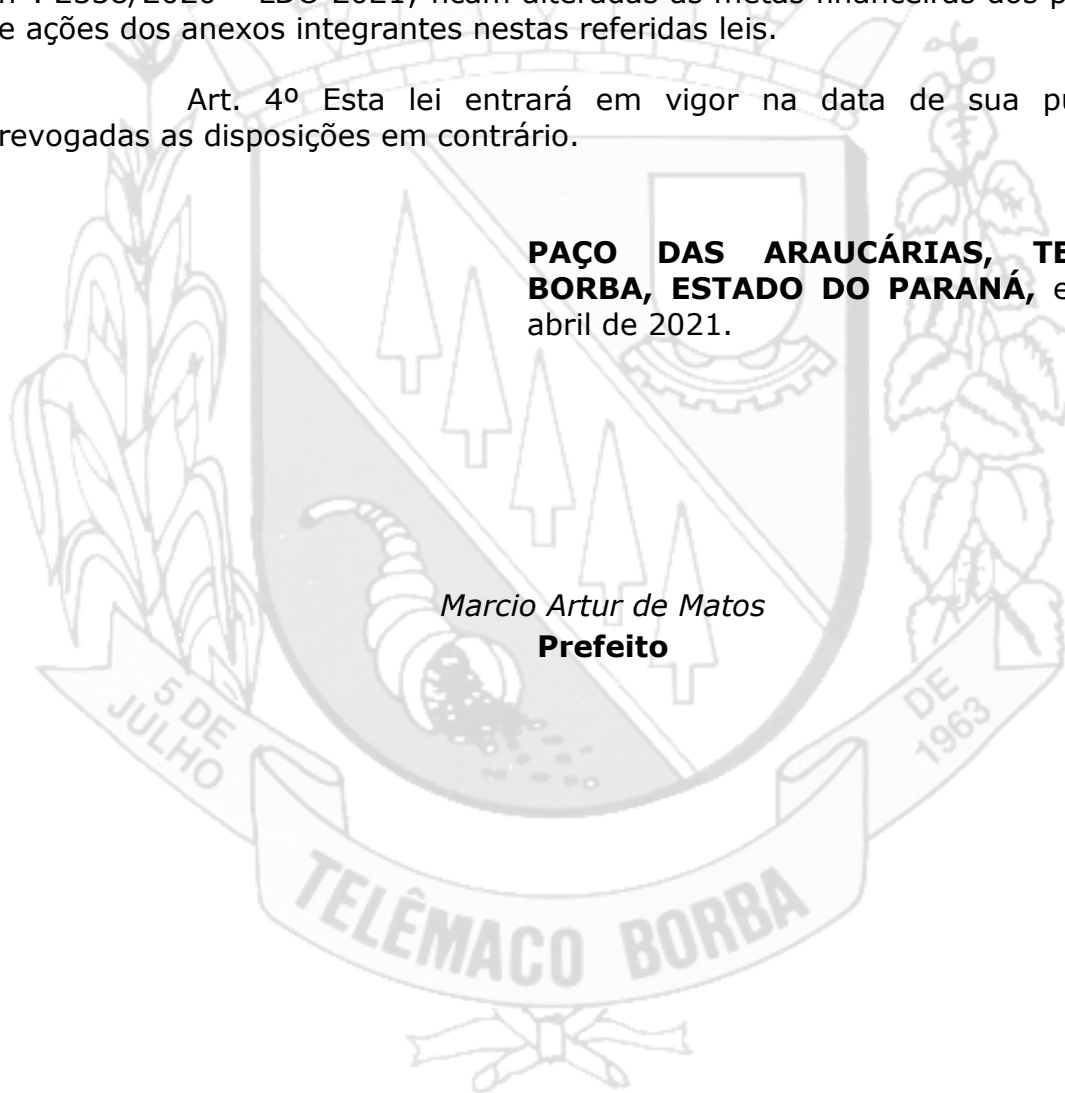 e ações dos anexos integrantes nestas referidas leis.
Art. 4º Esta lei entrará em vigor na data de sua pu
revogadas as disposições em contrário.
PAÇO DAS ARAUCÁRIAS, TE
BORBA, ESTADO DO PARANÁ, e
abril de 2021.
Marcio Artur de Matos
Prefeito
5 DE
JULHO
DE
1963
TELÊMACO BORBA